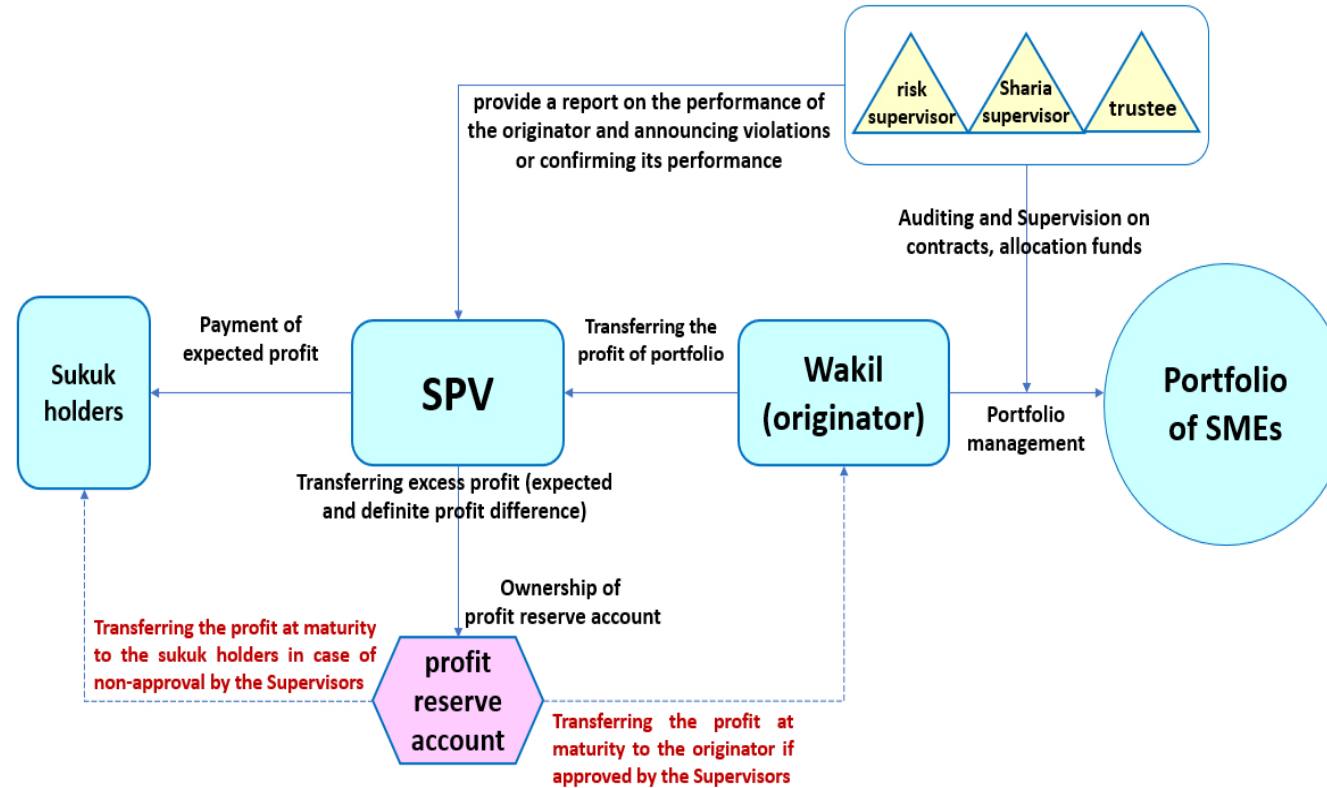 risk
supervisor
Sharia
supervisor
trustee
provide a report on the performance of
the originator and announcing violations
or confirming its performance
Auditing and Supervision on
contracts, allocation funds
Sukuk
holders
Payment of
expected profit
SPV
Transferring the
profit of portfolio
Wakil
(originator)
Portfolio
management
Portfolio
of SMEs
Transferring excess profit (expected
and definite profit difference)
Ownership of
profit reserve account
Transferring the profit at maturity
to the sukuk holders in case of
non-approval by the Supervisors
profit
reserve
account
Transferring the profit at
maturity to the originator if
approved by the Supervisors